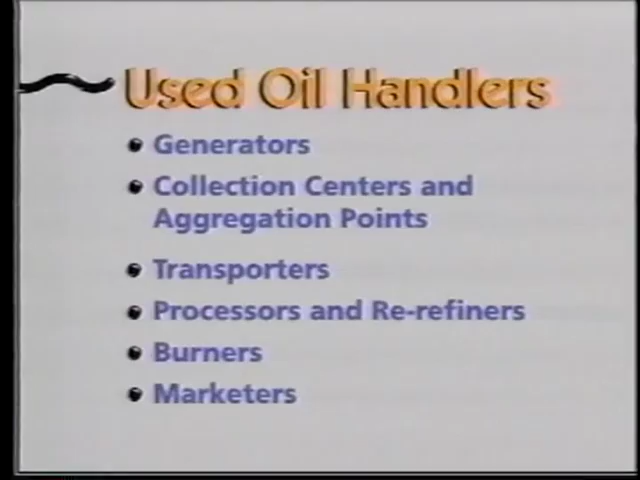 Used Oil Handlers
• Generators
• Collection Centers and
Aggregation Points
• Transporters
• Processors and Re-refiners
• Burners
• Marketers